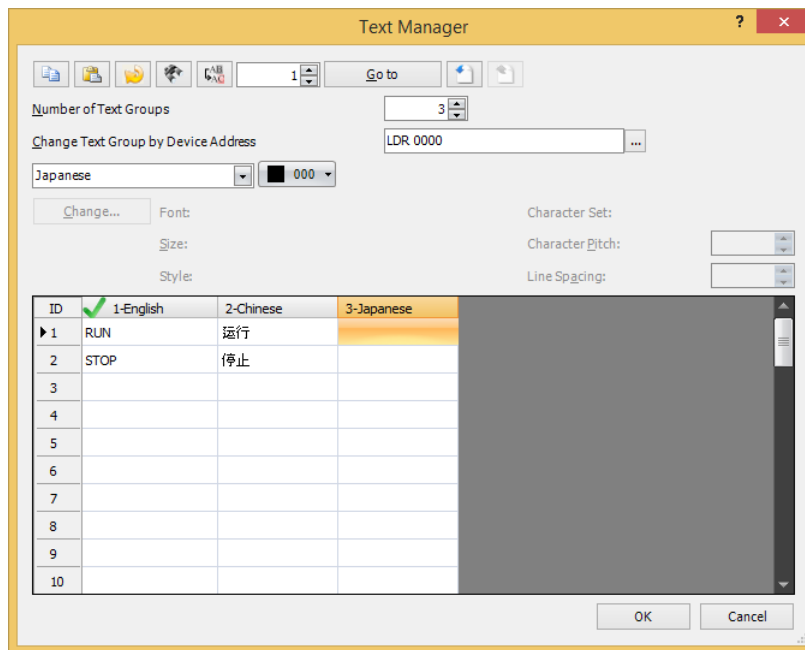 Text Manager
? ×
1 Go to
Number of Text Groups 3
Change Text Group by Device Address LDR 0000 ...
Japanese 000
Change... Font: Character Set:
Size: Character Pitch:
Style: Line Spacing:
ID 1-English 2-Chinese 3-Japanese
1 RUN 运行
2 STOP 停止
3
4
5
6
7
8
9
10
OK Cancel